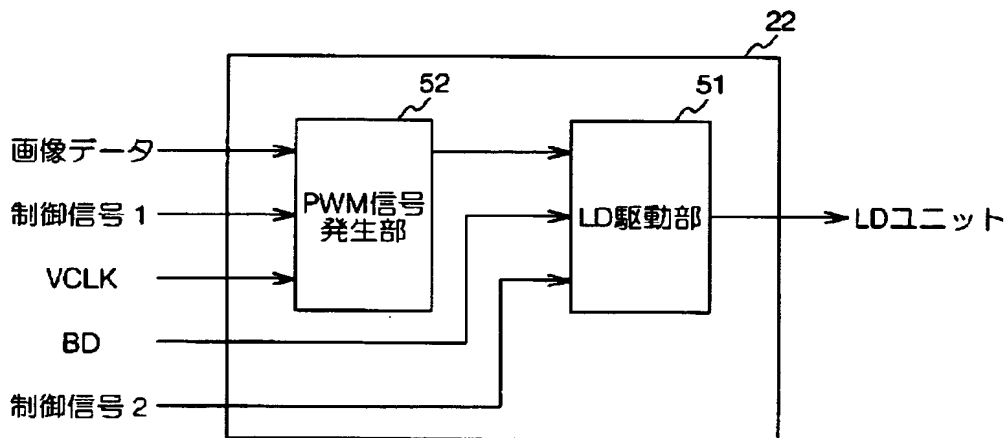 22
52
51
画像データ
制御信号1
VCLK
BD
制御信号2
PWM信号
発生部
LD駆動部
LDユニット